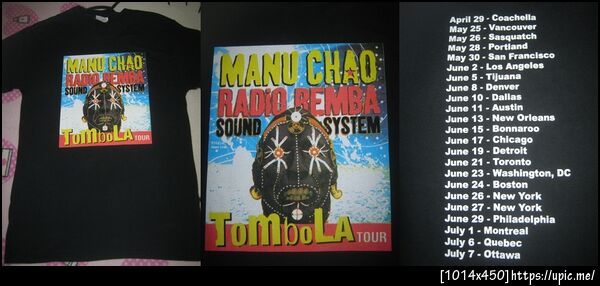 MANU CHAO
RADIO BEMBA
SOUND SYSTEM
TomboLA TOUR
MANU CHAO
RADIO BEMBA
SOUND SYSTEM
TomboLA TOUR
April 29 - Coachella
May 25 - Vancouver
May 26 - Sasquatch
May 28 - Portland
May 30 - San Francisco
June 2 - Los Angeles
June 5 - Tijuana
June 8 - Denver
June 10 - Dallas
June 11 - Austin
June 13 - New Orleans
June 15 - Bonnaroo
June 17 - Chicago
June 19 - Detroit
June 21 - Toronto
June 23 - Washington, DC
June 24 - Boston
June 26 - New York
June 27 - New York
June 29 - Philadelphia
July 1 - Montreal
July 6 - Quebec
July 7 - Ottawa
[1014x450]https://upic.me/